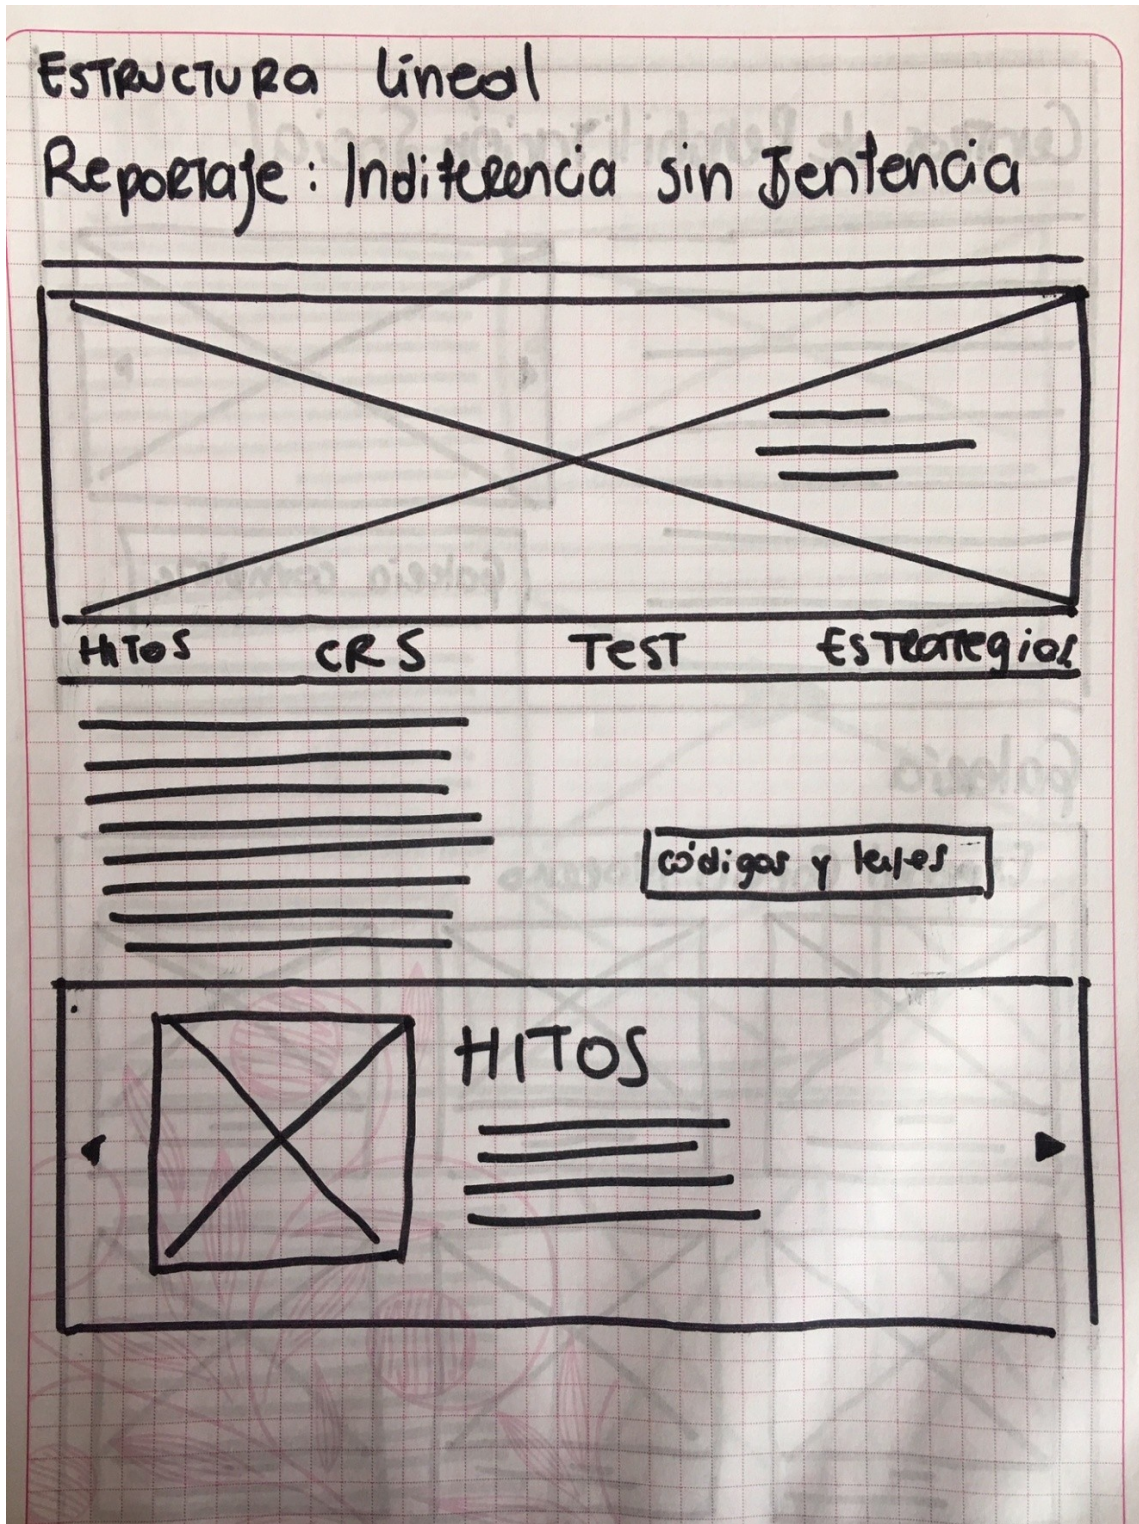 ESTRUCTURA lineal
Reportaje: Indiferencia sin Sentencia
HITOS CRS TEST ESTRATEGIAS
códigos y leyes
HITOS